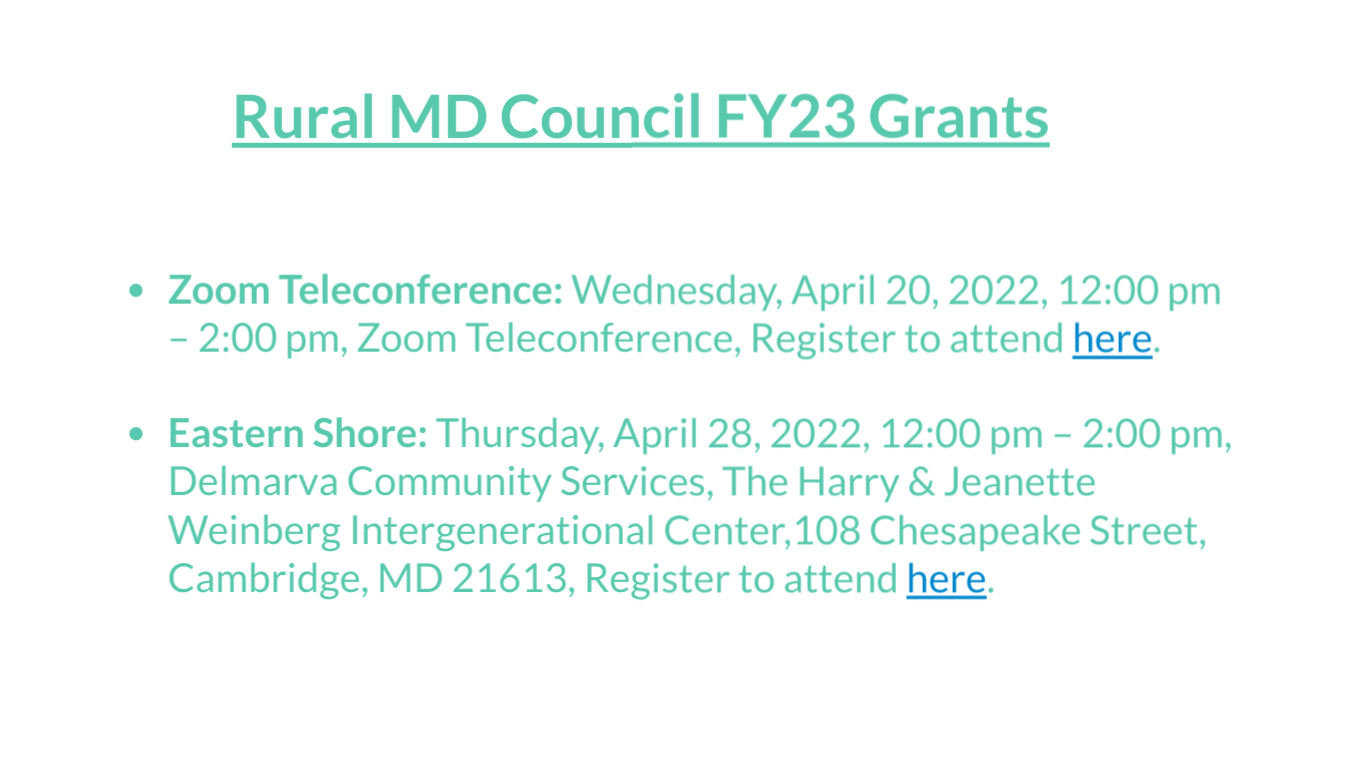 Rural MD Council FY23 Grants
• Zoom Teleconference: Wednesday, April 20, 2022, 12:00 pm
– 2:00 pm, Zoom Teleconference, Register to attend here.
• Eastern Shore: Thursday, April 28, 2022, 12:00 pm – 2:00 pm,
Delmarva Community Services, The Harry & Jeanette
Weinberg Intergenerational Center,108 Chesapeake Street,
Cambridge, MD 21613, Register to attend here.